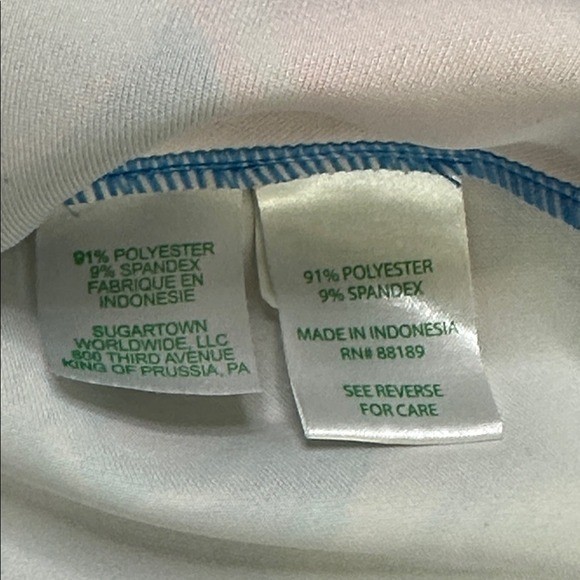 91% POLYESTER
9% SPANDEX
FABRIQUE EN
INDONESIE
SUGARTOWN
WORLDWIDE, LLC
800 THIRD AVENUE
KING OF PRUSSIA, PA
91% POLYESTER
9% SPANDEX
MADE IN INDONESIA
RN# 88189
SEE REVERSE
FOR CARE